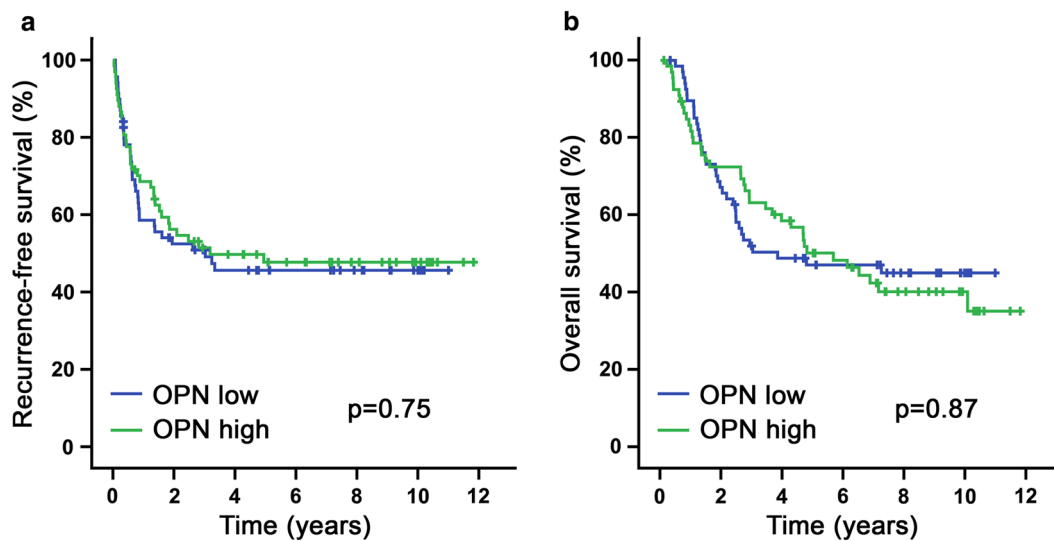 a
Recurrence-free survival (%)
100
80
60
40
20
0
OPN low
OPN high
p=0.75
0 2 4 6 8 10 12
Time (years)
b
Overall survival (%)
100
80
60
40
20
0
OPN low
OPN high
p=0.87
0 2 4 6 8 10 12
Time (years)